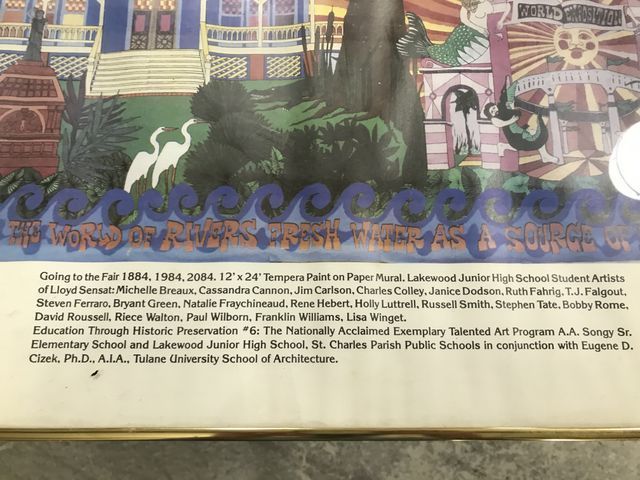 WORLD EXPOSITION
THE WORLD OF RIVERS FRESH WATER AS A SOURCE OF
Going to the Fair 1884, 1984, 2084. 12' x 24' Tempera Paint on Paper Mural. Lakewood Junior High School Student Artists
of Lloyd Sensat: Michelle Breaux, Cassandra Cannon, Jim Carlson, Charles Colley, Janice Dodson, Ruth Fahrig, T.J. Falgout,
Steven Ferraro, Bryant Green, Natalie Fraychineaud, Rene Hebert, Holly Luttrell, Russell Smith, Stephen Tate, Bobby Rome,
David Roussell, Riece Walton, Paul Wilborn, Franklin Williams, Lisa Winget.
Education Through Historic Preservation #6: The Nationally Acclaimed Exemplary Talented Art Program A.A. Songy Sr.
Elementary School and Lakewood Junior High School, St. Charles Parish Public Schools in conjunction with Eugene D.
Cizek, Ph.D., A.I.A., Tulane University School of Architecture.